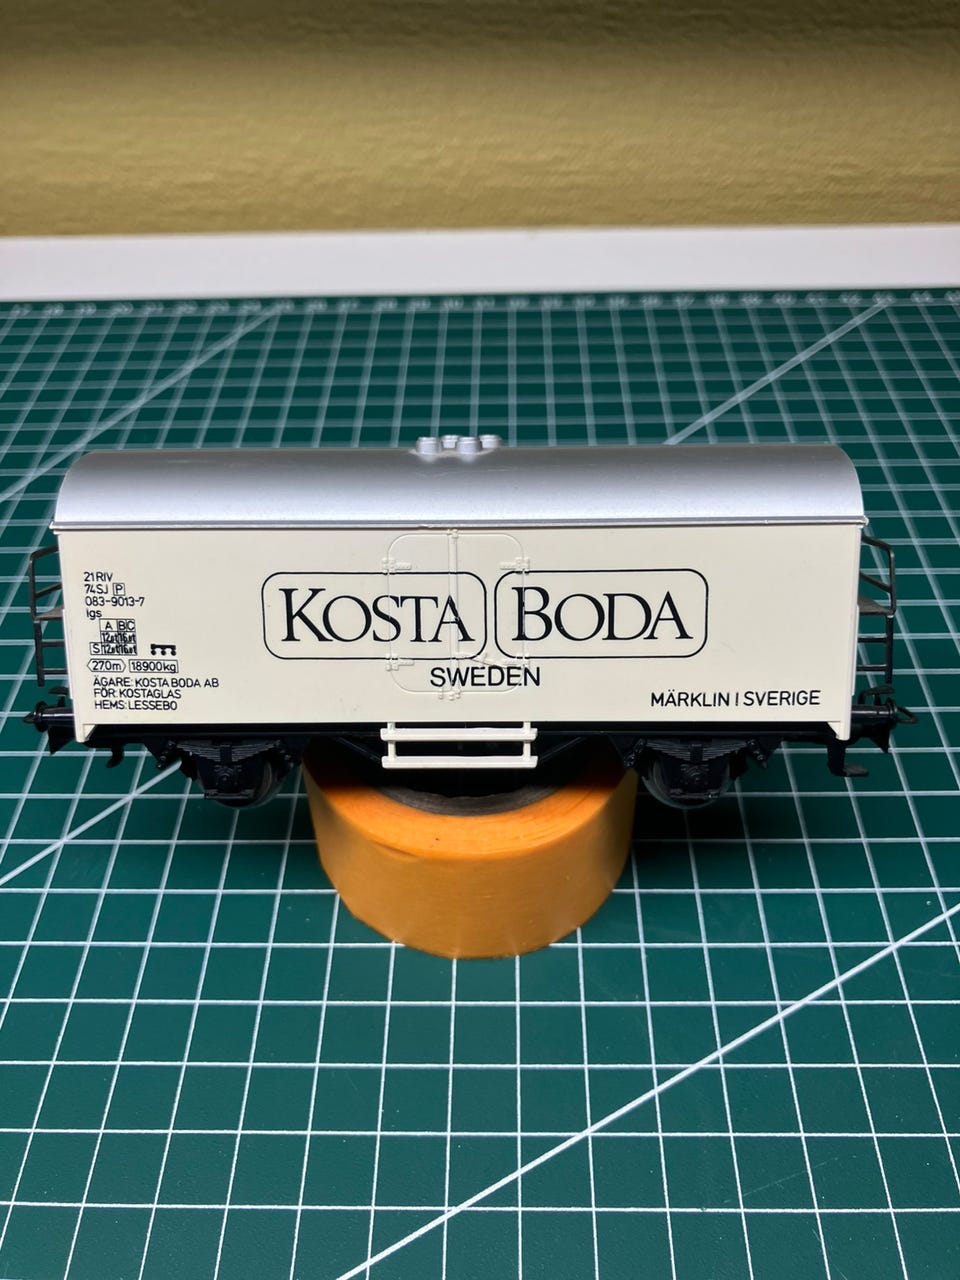 21 RIV
74 SJ P
083-9013-7
Igs
A B C
S
270m 18900kg
ÄGARE: KOSTA BODA AB
FÖR: KOSTAGLAS
HEMS: LESSEBO
KOSTA BODA
SWEDEN
MÄRKLIN I SVERIGE